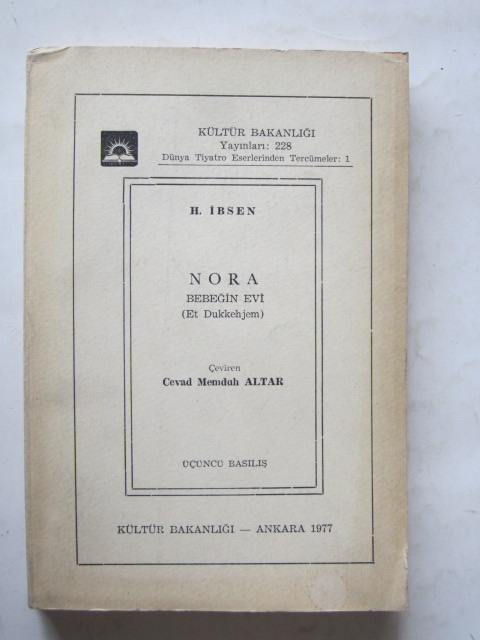 KÜLTÜR BAKANLIĞI
Yayınları: 228
Dünya Tiyatro Eserlerinden Tercümeler: 1
H. İBSEN
NORA
BEBEĞİN EVİ
(Et Dukkehjem)
Çeviren
Cevad Memduh ALTAR
ÜÇÜNCÜ BASILIŞ
KÜLTÜR BAKANLIĞI — ANKARA 1977